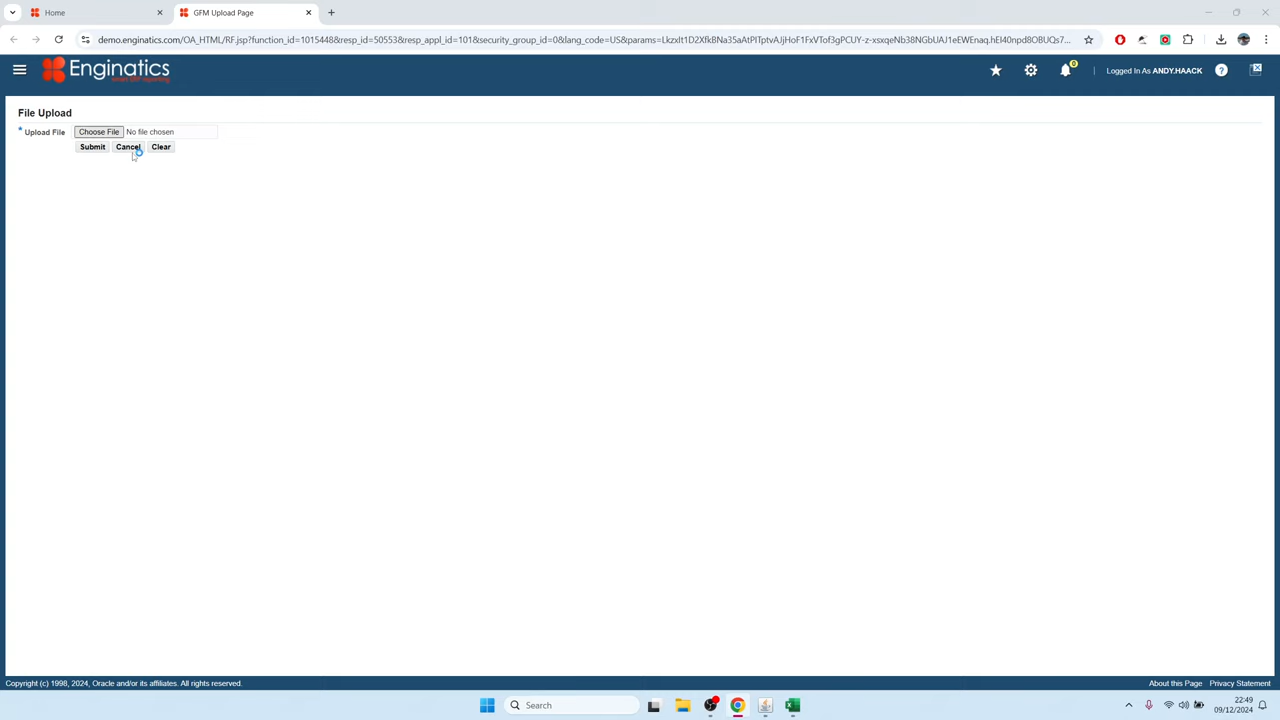 Home
GFM Upload Page
demo.enginatics.com/OA_HTML/RF.jsp?function_id=1015448&resp_id=50553&resp_appl_id=101&security_group_id=0&lang_code=US&params=LkzxIt1D2XfkBNa35aAtPITptvAJjHoF1FxVTof3gPCUY-z-xsxqeNb38NGbUAJ1eEWEnaq.hEI40npd8OBUQs7...
Enginatics
Logged In As ANDY.HAACK
File Upload
* Upload File
Choose File No file chosen
Submit Cancel Clear
Copyright (c) 1998, 2024, Oracle and/or its affiliates. All rights reserved.
About this Page Privacy Statement
Search
22:49
09/12/2024